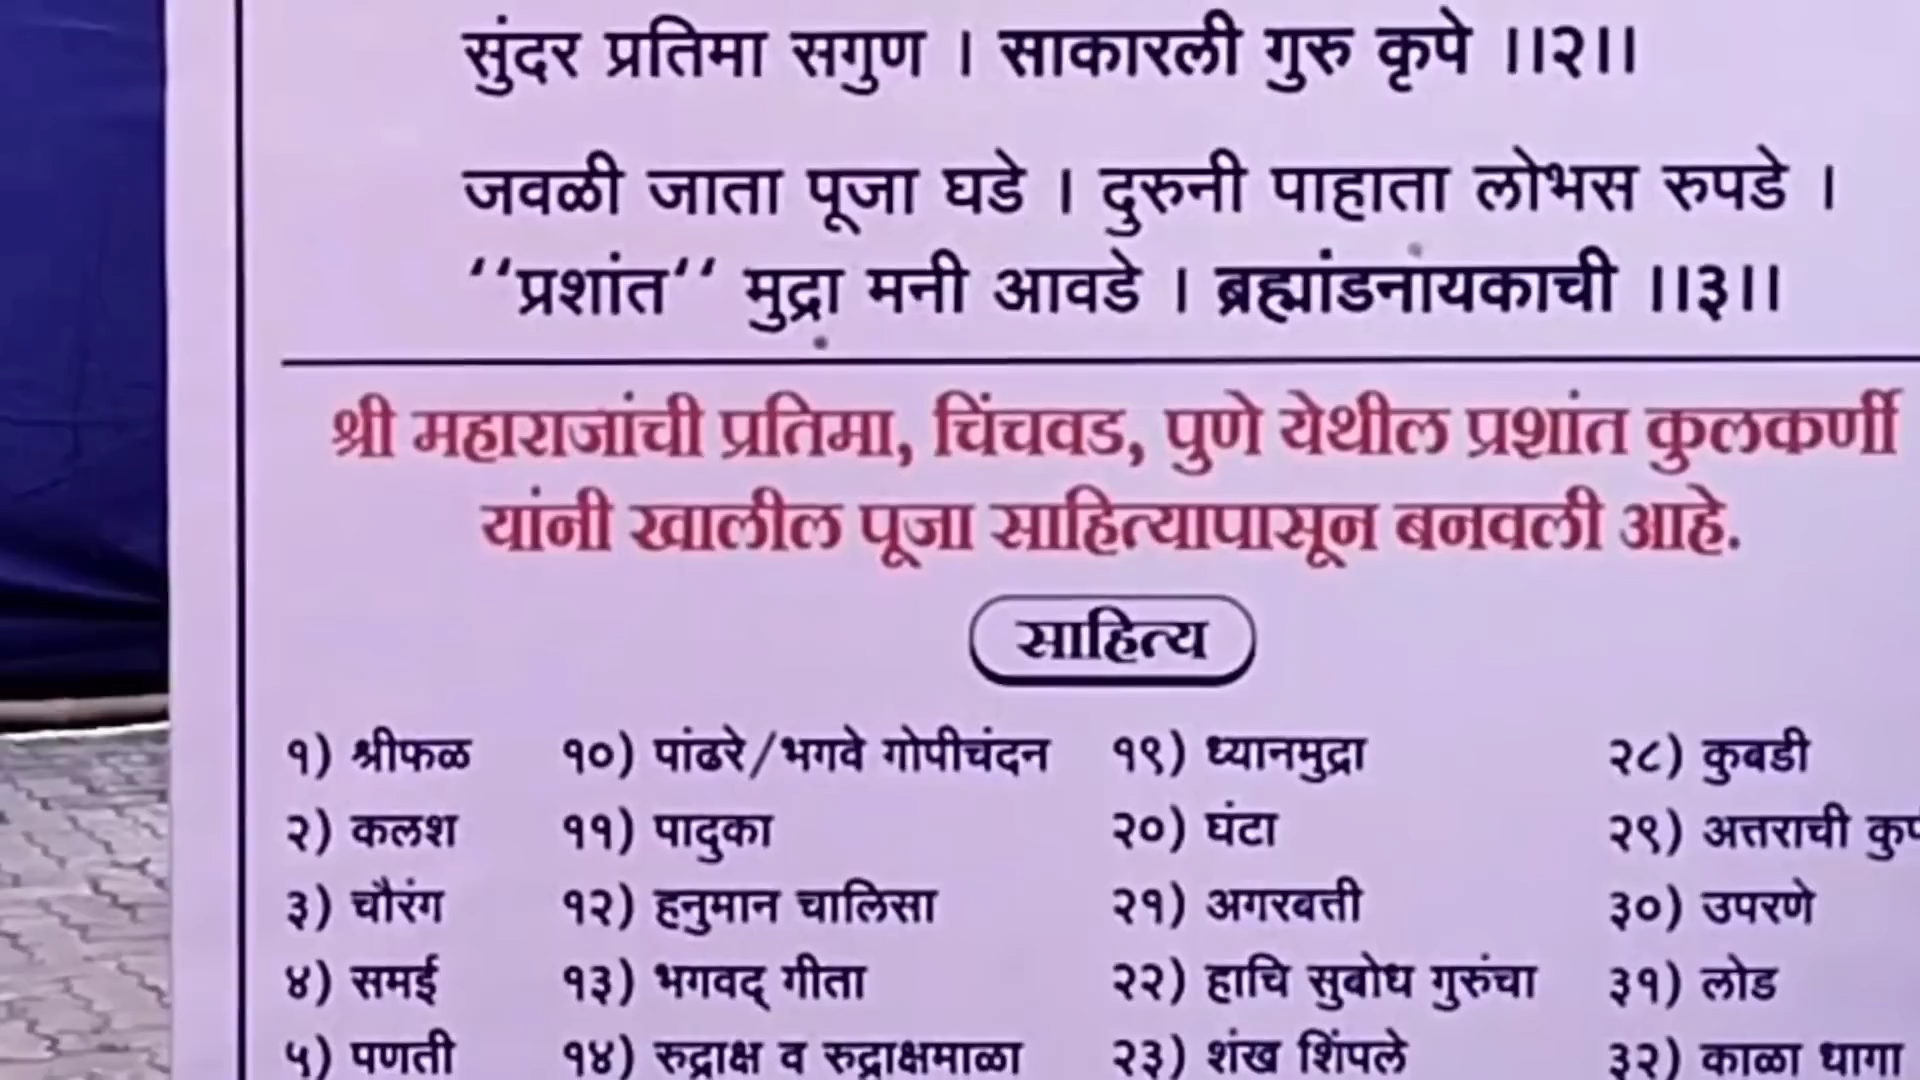 सुंदर प्रतिमा सगुण । साकारली गुरु कृपे ।।२।।
जवळी जाता पूजा घडे । दुरुनी पाहाता लोभस रुपडे ।
‘‘प्रशांत‘‘ मुद्रा मनी आवडे । ब्रह्मांडनायकाची ।।३।।
श्री महाराजांची प्रतिमा, चिंचवड, पुणे येथील प्रशांत कुलकर्णी
यांनी खालील पूजा साहित्यापासून बनवली आहे.
साहित्य
१) श्रीफळ १०) पांढरे/भगवे गोपीचंदन १९) ध्यानमुद्रा २८) कुबडी
२) कलश ११) पादुका २०) घंटा २९) अत्तराची
३) चौरंग १२) हनुमान चालिसा २१) अगरबत्ती ३०) उपरणे
४) समई १३) भगवद् गीता २२) हाचि सुबोध गुरुंचा ३१) लोड
५) पणती १४) रुद्राक्ष व रुद्राक्षमाळा २३) शंख शिंपले ३२) काळा धागा